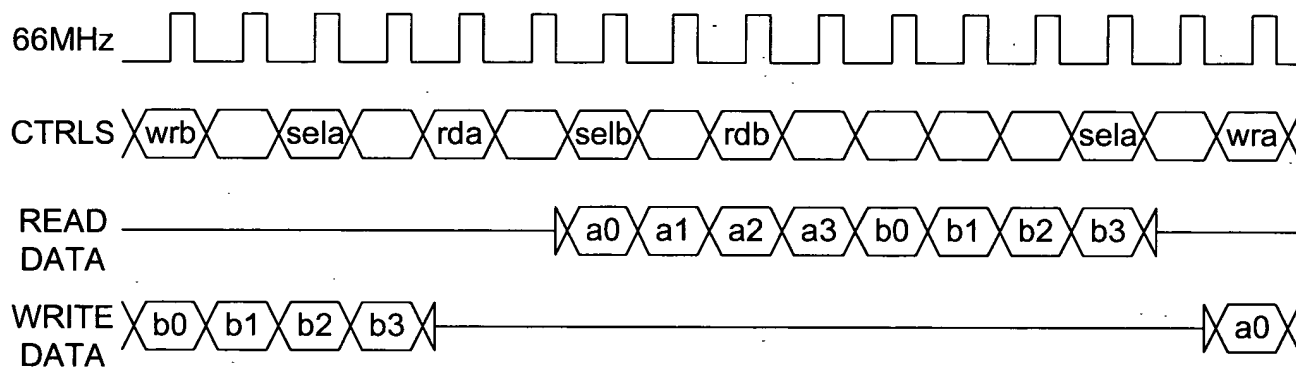 66MHz
CTRLS wrb sela rda selb rdb sela wra
READ DATA a0 a1 a2 a3 b0 b1 b2 b3
WRITE DATA b0 b1 b2 b3 a0